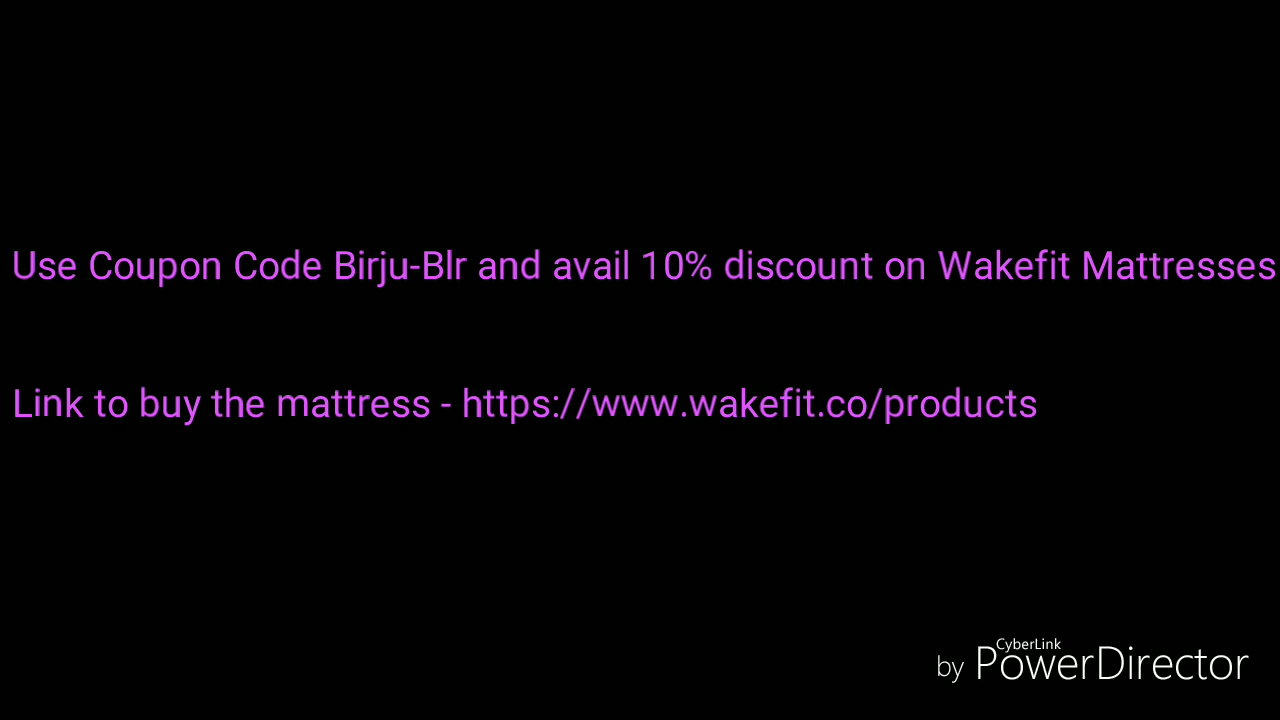 Use Coupon Code Birju-Blr and avail 10% discount on Wakefit Mattresses
Link to buy the mattress - https://www.wakefit.co/products
CyberLink
by PowerDirector